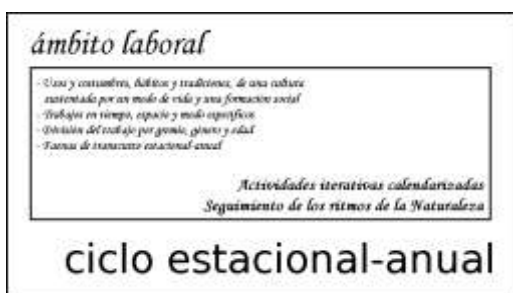 ámbito laboral
- Usos y costumbres, hábitos y tradiciones, de una cultura
sustentada por un modo de vida y una formación social
- Trabajos en tiempo, espacio y modo específicos
- División del trabajo por gremio, género y edad
- Faenas de transcurso estacional-anual
Actividades iterativas calendarizadas
Seguimiento de los ritmos de la Naturaleza
ciclo estacional-anual